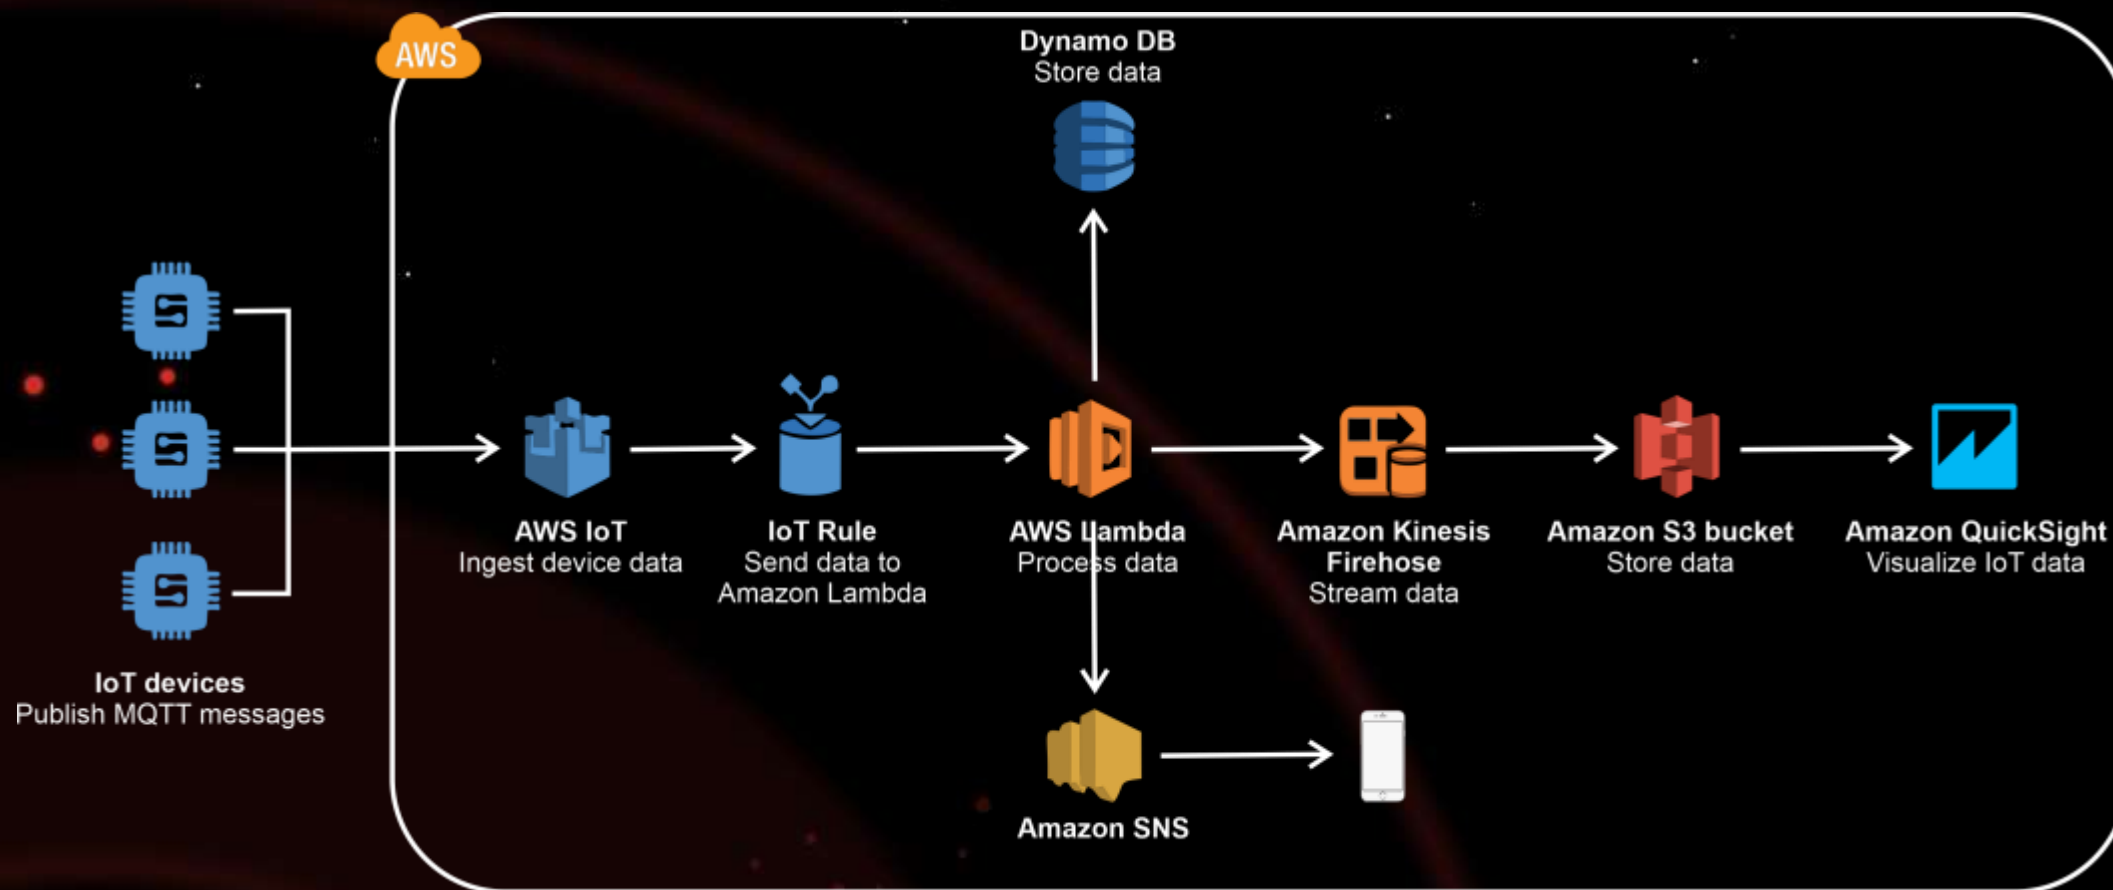 AWS
Dynamo DB
Store data
AWS IoT
Ingest device data
IoT Rule
Send data to
Amazon Lambda
AWS Lambda
Process data
Amazon Kinesis
Firehose
Stream data
Amazon S3 bucket
Store data
Amazon QuickSight
Visualize IoT data
IoT devices
Publish MQTT messages
Amazon SNS